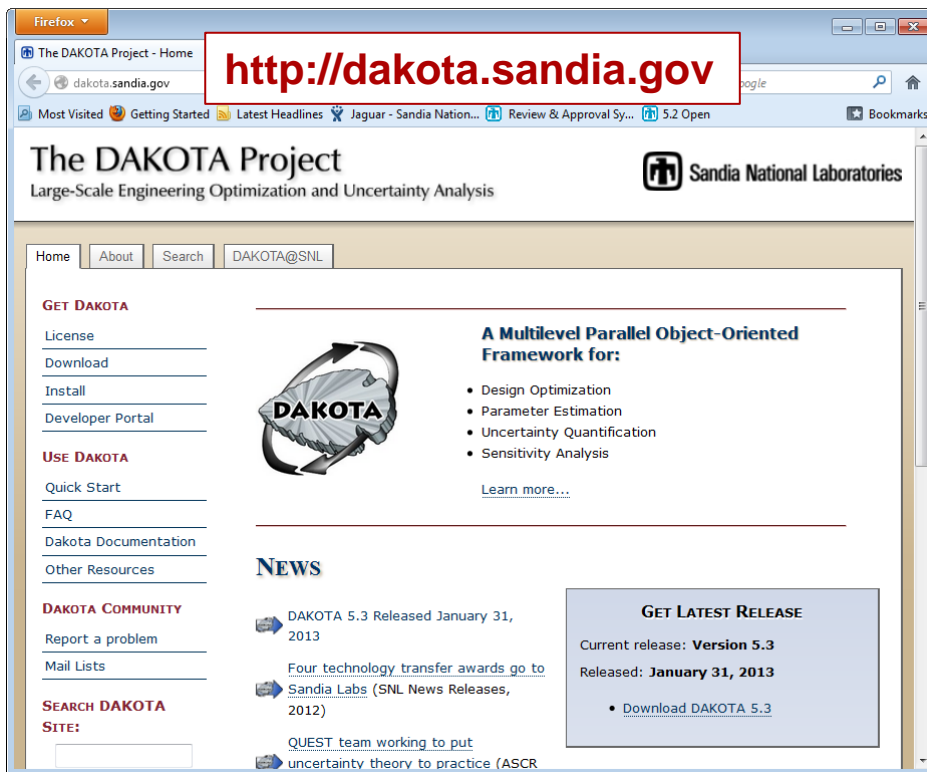 Firefox
The DAKOTA Project - Home
http://dakota.sandia.gov
dakota.sandia.gov
oogle
Most Visited Getting Started Latest Headlines Jaguar - Sandia Nation... Review & Approval Sy... 5.2 Open Bookmarks
The DAKOTA Project
Large-Scale Engineering Optimization and Uncertainty Analysis
Sandia National Laboratories
Home About Search DAKOTA@SNL
GET DAKOTA
License
Download
Install
Developer Portal
USE DAKOTA
Quick Start
FAQ
Dakota Documentation
Other Resources
DAKOTA COMMUNITY
Report a problem
Mail Lists
SEARCH DAKOTA
SITE:
DAKOTA
A Multilevel Parallel Object-Oriented
Framework for:
• Design Optimization
• Parameter Estimation
• Uncertainty Quantification
• Sensitivity Analysis
Learn more...
NEWS
DAKOTA 5.3 Released January 31,
2013
Four technology transfer awards go to
Sandia Labs (SNL News Releases,
2012)
QUEST team working to put
uncertainty theory to practice (ASCR
GET LATEST RELEASE
Current release: Version 5.3
Released: January 31, 2013
• Download DAKOTA 5.3